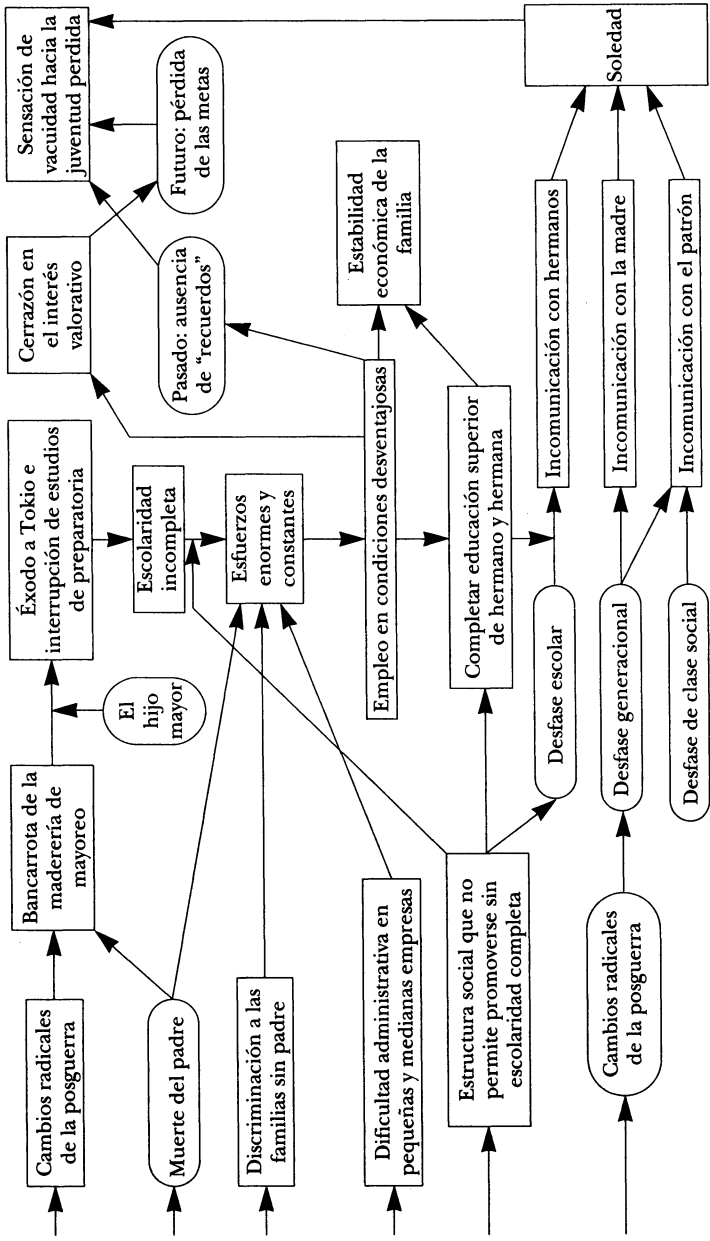 Cambios radicales
de la posguerra
Bancarrota de la
maderería de
mayoreo
Éxodo a Tokio e
interrupción de estudios
de preparatoria
Cerrazón en
el interés
valorativo
Sensación de
vacuidad hacia la
juventud perdida
El
hijo
mayor
Escolaridad
incompleta
Pasado: ausencia
de “recuerdos”
Futuro: pérdida
de las metas
Muerte del padre
Esfuerzos
enormes y
constantes
Discriminación a las
familias sin padre
Dificultad administrativa en
pequeñas y medianas empresas
Empleo en condiciones desventajosas
Estabilidad
económica de la
familia
Estructura social que no
permite promoverse sin
escolaridad completa
Completar educación superior
de hermano y hermana
Desfase escolar
Incomunicación con hermanos
Cambios radicales
de la posguerra
Desfase generacional
Incomunicación con la madre
Soledad
Desfase de clase social
Incomunicación con el patrón